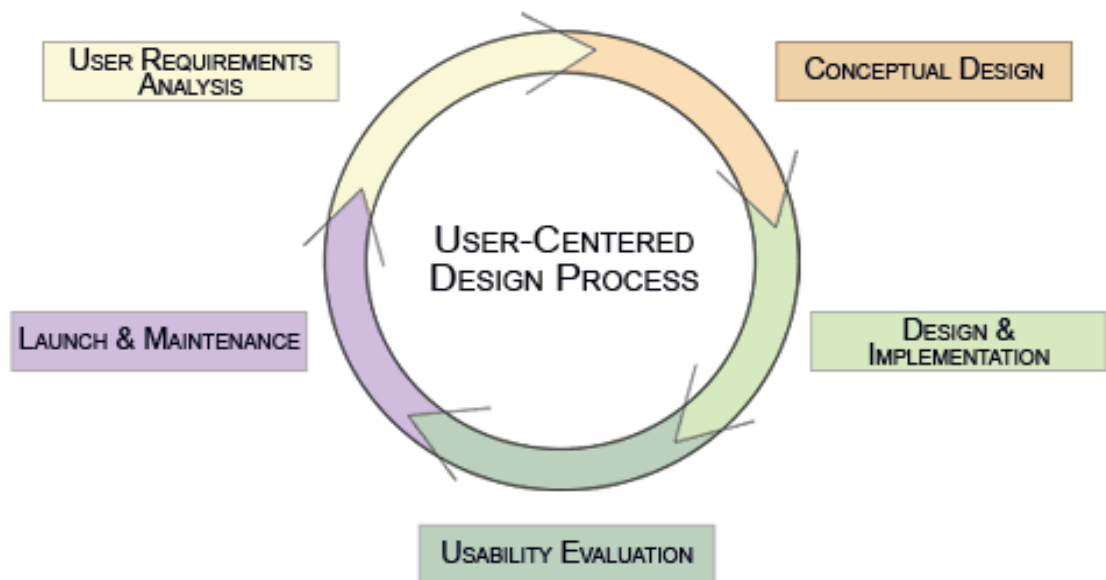 User Requirements
Analysis
Conceptual Design
User-Centered
Design Process
Launch & Maintenance
Design &
Implementation
Usability Evaluation